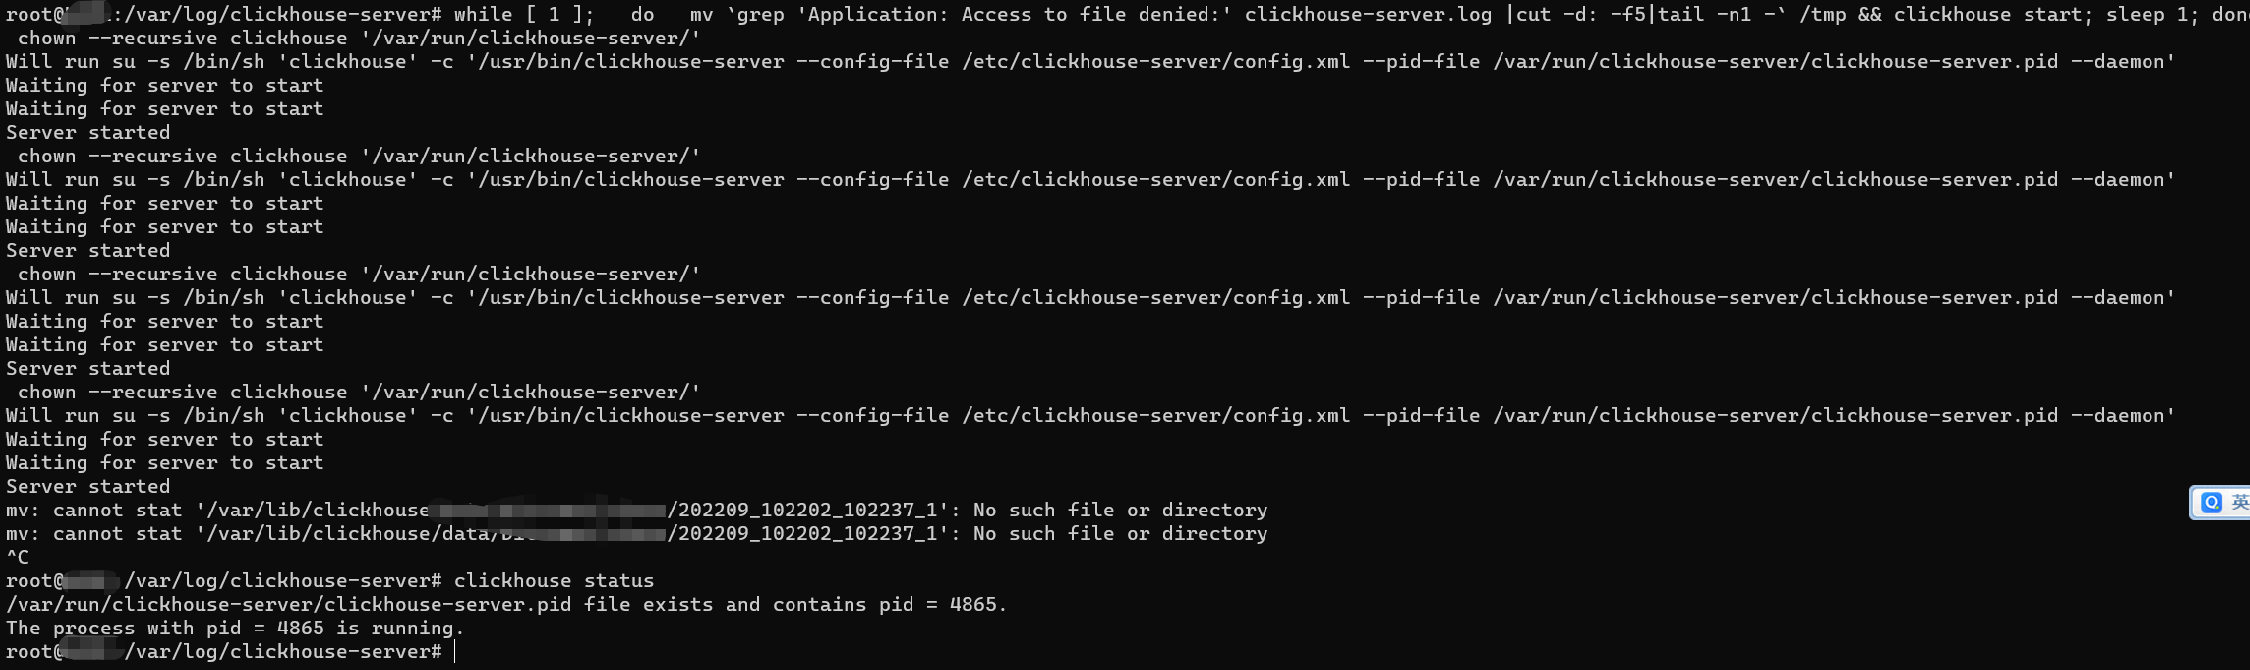 root@:/var/log/clickhouse-server# while [ 1 ];   do   mv `grep 'Application: Access to file denied:' clickhouse-server.log |cut -d: -f5|tail -n1 -` /tmp && clickhouse start; sleep 1; don
 chown --recursive clickhouse '/var/run/clickhouse-server/'
Will run su -s /bin/sh 'clickhouse' -c '/usr/bin/clickhouse-server --config-file /etc/clickhouse-server/config.xml --pid-file /var/run/clickhouse-server/clickhouse-server.pid --daemon'
Waiting for server to start
Waiting for server to start
Server started
 chown --recursive clickhouse '/var/run/clickhouse-server/'
Will run su -s /bin/sh 'clickhouse' -c '/usr/bin/clickhouse-server --config-file /etc/clickhouse-server/config.xml --pid-file /var/run/clickhouse-server/clickhouse-server.pid --daemon'
Waiting for server to start
Waiting for server to start
Server started
 chown --recursive clickhouse '/var/run/clickhouse-server/'
Will run su -s /bin/sh 'clickhouse' -c '/usr/bin/clickhouse-server --config-file /etc/clickhouse-server/config.xml --pid-file /var/run/clickhouse-server/clickhouse-server.pid --daemon'
Waiting for server to start
Waiting for server to start
Server started
 chown --recursive clickhouse '/var/run/clickhouse-server/'
Will run su -s /bin/sh 'clickhouse' -c '/usr/bin/clickhouse-server --config-file /etc/clickhouse-server/config.xml --pid-file /var/run/clickhouse-server/clickhouse-server.pid --daemon'
Waiting for server to start
Waiting for server to start
Server started
mv: cannot stat '/var/lib/clickhouse /202209_102202_102237_1': No such file or directory
mv: cannot stat '/var/lib/clickhouse/data/ /202209_102202_102237_1': No such file or directory
英
^C
root@ /var/log/clickhouse-server# clickhouse status
/var/run/clickhouse-server/clickhouse-server.pid file exists and contains pid = 4865.
The process with pid = 4865 is running.
root@ /var/log/clickhouse-server#